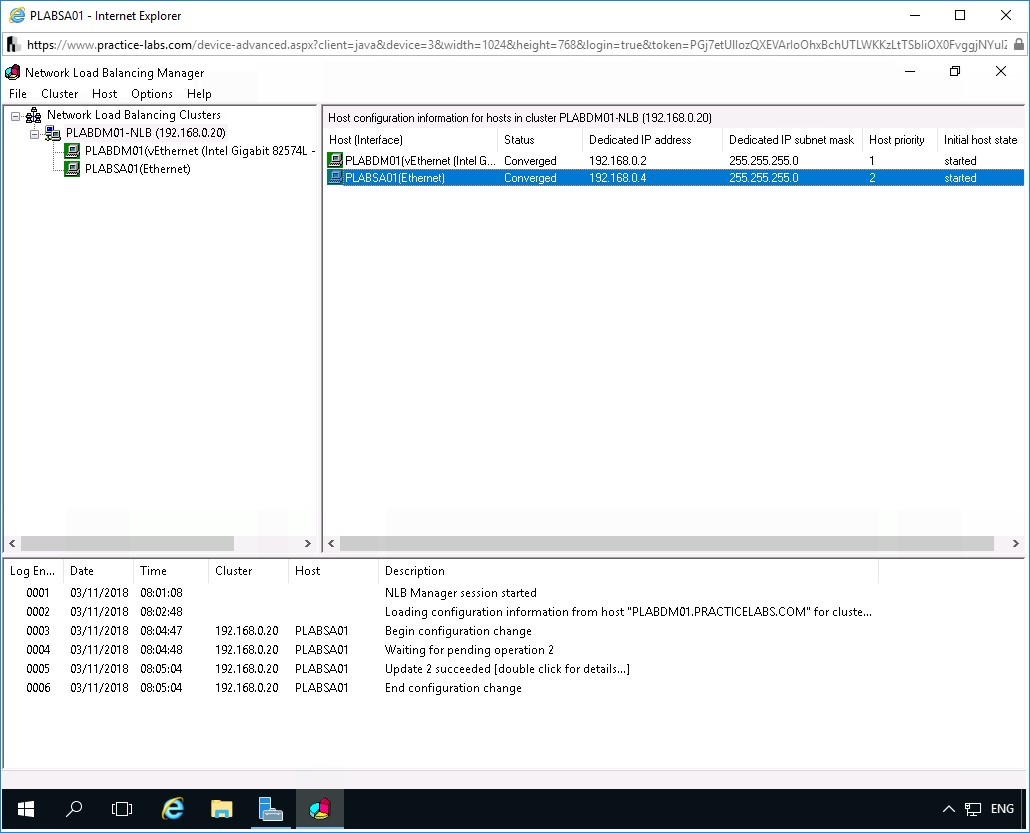 PLABSA01 - Internet Explorer
https://www.practice-labs.com/device-advanced.aspx?client=java&device=3&width=1024&height=768&login=true&token=
Network Load Balancing Manager
File Cluster Host Options Help
Network Load Balancing Clusters
PLABDM01-NLB (192.168.0.20)
PLABDM01(vEthernet (Intel Gigabit 82574L -
PLABSA01(Ethernet)
Host configuration information for hosts in cluster PLABDM01-NLB (192.168.0.20)
Host (Interface) Status Dedicated IP address Dedicated IP subnet mask Host priority Initial host state
PLABDM01(vEthernet (Intel G... Converged 192.168.0.2 255.255.255.0 1 started
PLABSA01(Ethernet) Converged 192.168.0.4 255.255.255.0 2 started
Log En... Date Time Cluster Host Description
0001 03/11/2018 08:01:08 NLB Manager session started
0002 03/11/2018 08:02:48 Loading configuration information from host "PLABDM01.PRACTICELABS.COM" for cluste...
0003 03/11/2018 08:04:47 192.168.0.20 PLABSA01 Begin configuration change
0004 03/11/2018 08:04:48 192.168.0.20 PLABSA01 Waiting for pending operation 2
0005 03/11/2018 08:05:04 192.168.0.20 PLABSA01 Update 2 succeeded [double click for details...]
0006 03/11/2018 08:05:04 192.168.0.20 PLABSA01 End configuration change
ENG